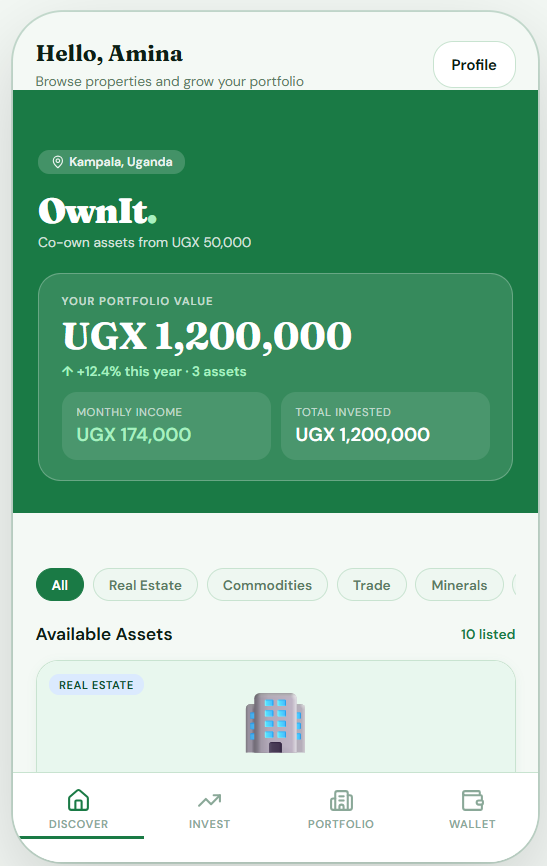 Hello, Amina
Profile
Browse properties and grow your portfolio
Kampala, Uganda
OwnIt.
Co-own assets from UGX 50,000
YOUR PORTFOLIO VALUE
UGX 1,200,000
↑ +12.4% this year · 3 assets
MONTHLY INCOME
UGX 174,000
TOTAL INVESTED
UGX 1,200,000
All
Real Estate
Commodities
Trade
Minerals
Available Assets
10 listed
REAL ESTATE
DISCOVER
INVEST
PORTFOLIO
WALLET